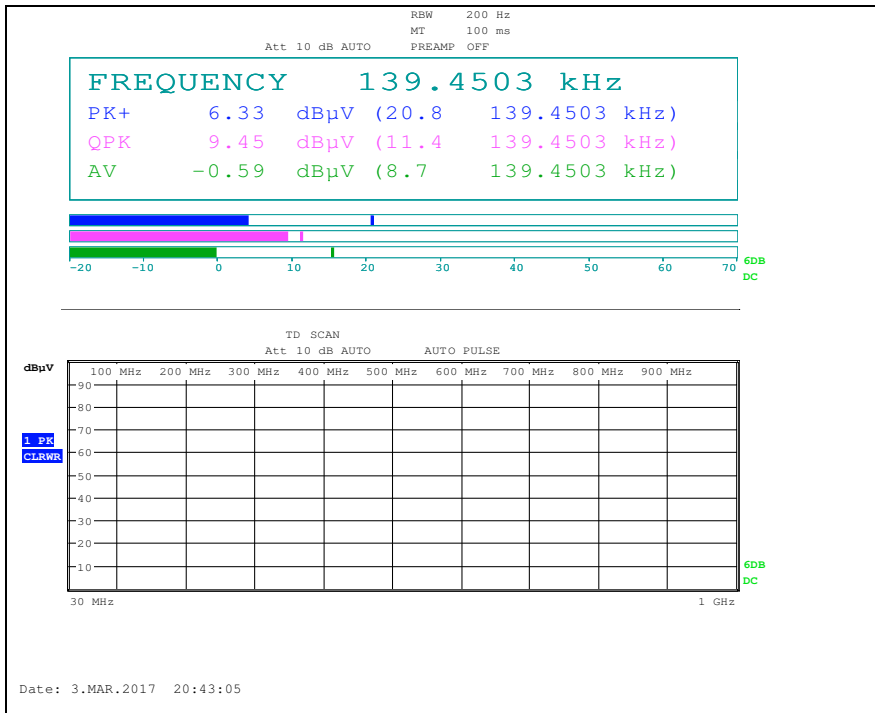 RBW 200 Hz
MT 100 ms
Att 10 dB AUTO PREAMP OFF
FREQUENCY 139.4503 kHz
PK+ 6.33 dBµV (20.8 139.4503 kHz)
QPK 9.45 dBµV (11.4 139.4503 kHz)
AV -0.59 dBµV (8.7 139.4503 kHz)
-20 -10 0 10 20 30 40 50 60 70
6DB
DC
TD SCAN
Att 10 dB AUTO AUTO PULSE
dBµV
100 MHz 200 MHz 300 MHz 400 MHz 500 MHz 600 MHz 700 MHz 800 MHz 900 MHz
90
80
70
1 PK
CLRWR
60
50
40
30
20
10
6DB
DC
30 MHz 1 GHz
Date: 3.MAR.2017 20:43:05